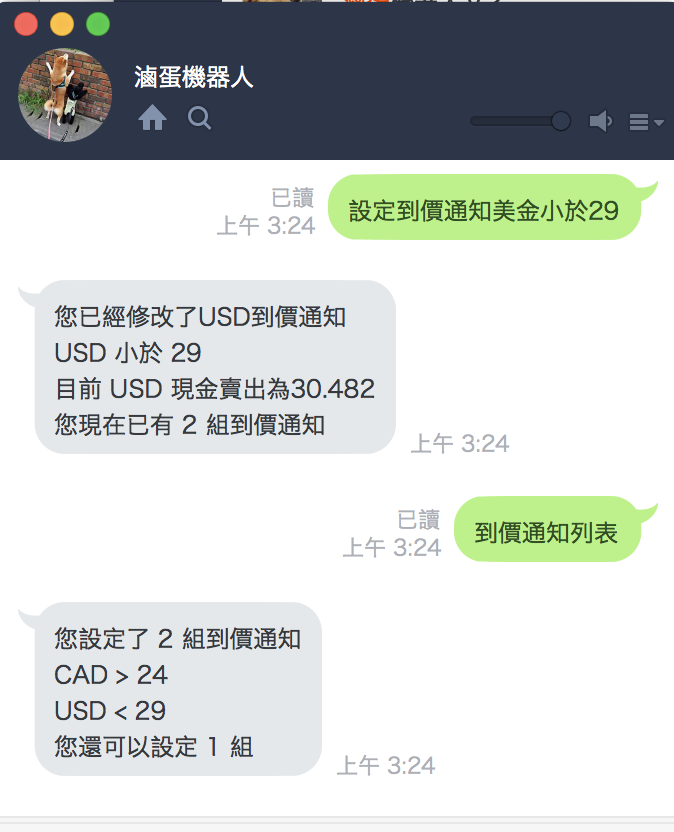 滷蛋機器人
已讀
上午 3:24
設定到價通知美金小於29
您已經修改了USD到價通知
USD 小於 29
目前 USD 現金賣出為30.482
您現在已有 2 組到價通知
上午 3:24
已讀
上午 3:24
到價通知列表
您設定了 2 組到價通知
CAD > 24
USD < 29
您還可以設定 1 組
上午 3:24